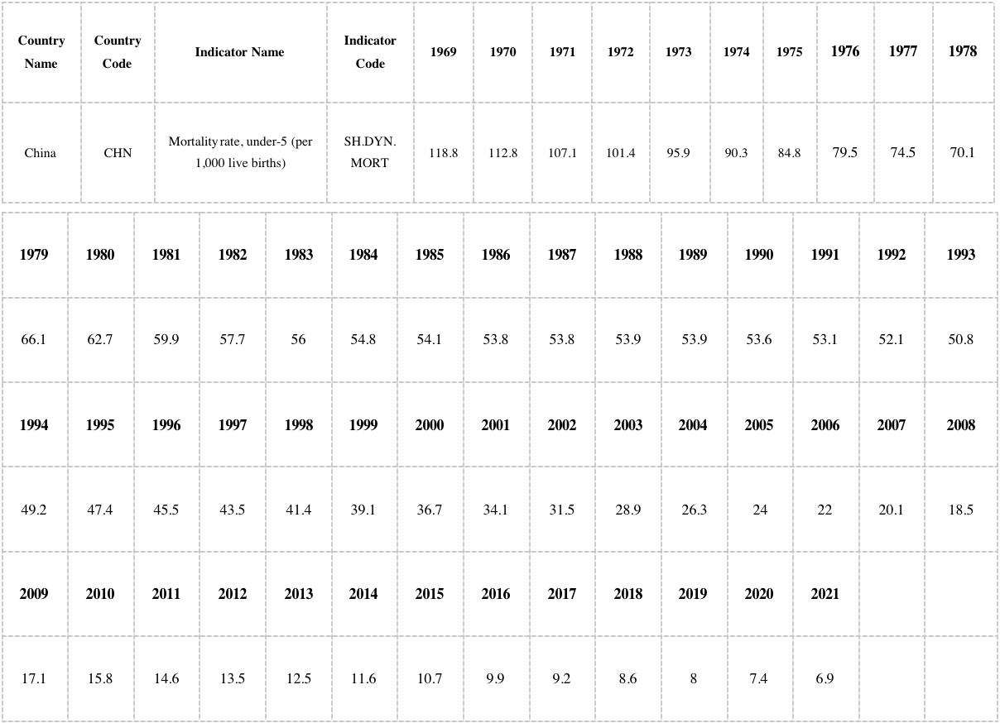 Country Name Country Code Indicator Name Indicator Code 1969 1970 1971 1972 1973 1974 1975 1976 1977 1978
China CHN Mortality rate, under-5 (per 1,000 live births) SH.DYN. MORT 118.8 112.8 107.1 101.4 95.9 90.3 84.8 79.5 74.5 70.1
1979 1980 1981 1982 1983 1984 1985 1986 1987 1988 1989 1990 1991 1992 1993
66.1 62.7 59.9 57.7 56 54.8 54.1 53.8 53.8 53.9 53.9 53.6 53.1 52.1 50.8
1994 1995 1996 1997 1998 1999 2000 2001 2002 2003 2004 2005 2006 2007 2008
49.2 47.4 45.5 43.5 41.4 39.1 36.7 34.1 31.5 28.9 26.3 24 22 20.1 18.5
2009 2010 2011 2012 2013 2014 2015 2016 2017 2018 2019 2020 2021
17.1 15.8 14.6 13.5 12.5 11.6 10.7 9.9 9.2 8.6 8 7.4 6.9